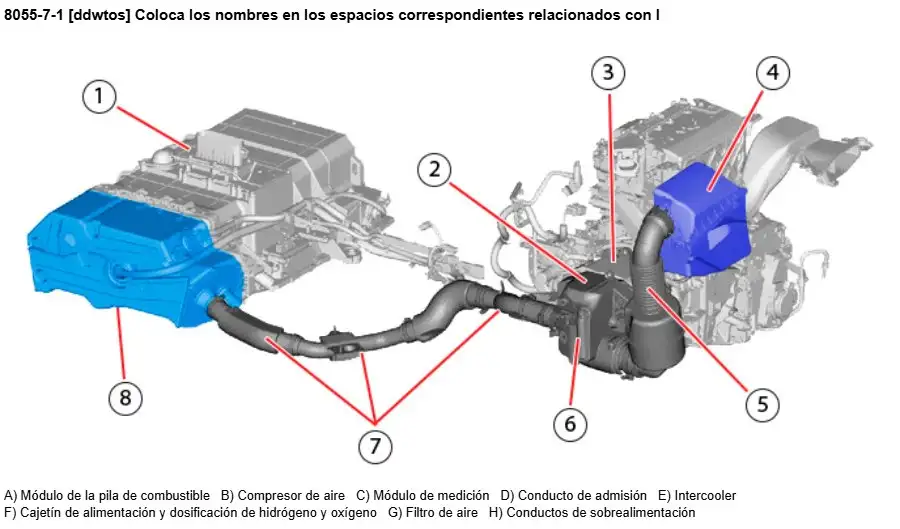 8055-7-1 [ddwtos] Coloca los nombres en los espacios correspondientes relacionados con l
3
4
1
2
8
7
6
5
A) Módulo de la pila de combustible B) Compresor de aire C) Módulo de medición D) Conducto de admisión E) Intercooler
F) Cajetín de alimentación y dosificación de hidrógeno y oxígeno G) Filtro de aire H) Conductos de sobrealimentación